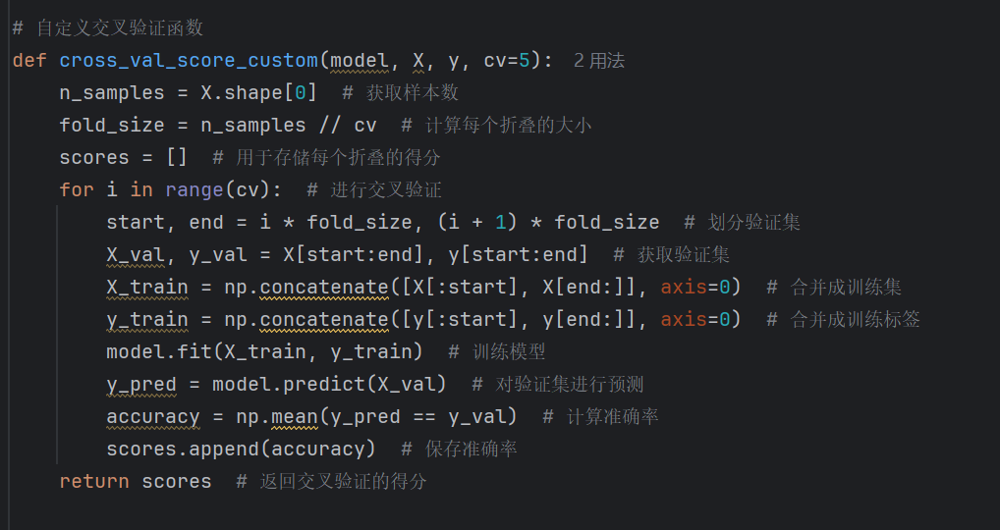 # 自定义交叉验证函数
def cross_val_score_custom(model, X, y, cv=5): 2 用法
    n_samples = X.shape[0]  # 获取样本数
    fold_size = n_samples // cv  # 计算每个折叠的大小
    scores = []  # 用于存储每个折叠的得分
    for i in range(cv):  # 进行交叉验证
        start, end = i * fold_size, (i + 1) * fold_size  # 划分验证集
        X_val, y_val = X[start:end], y[start:end]  # 获取验证集
        X_train = np.concatenate([X[:start], X[end:]], axis=0)  # 合并成训练集
        y_train = np.concatenate([y[:start], y[end:]], axis=0)  # 合并成训练标签
        model.fit(X_train, y_train)  # 训练模型
        y_pred = model.predict(X_val)  # 对验证集进行预测
        accuracy = np.mean(y_pred == y_val)  # 计算准确率
        scores.append(accuracy)  # 保存准确率
    return scores  # 返回交叉验证的得分